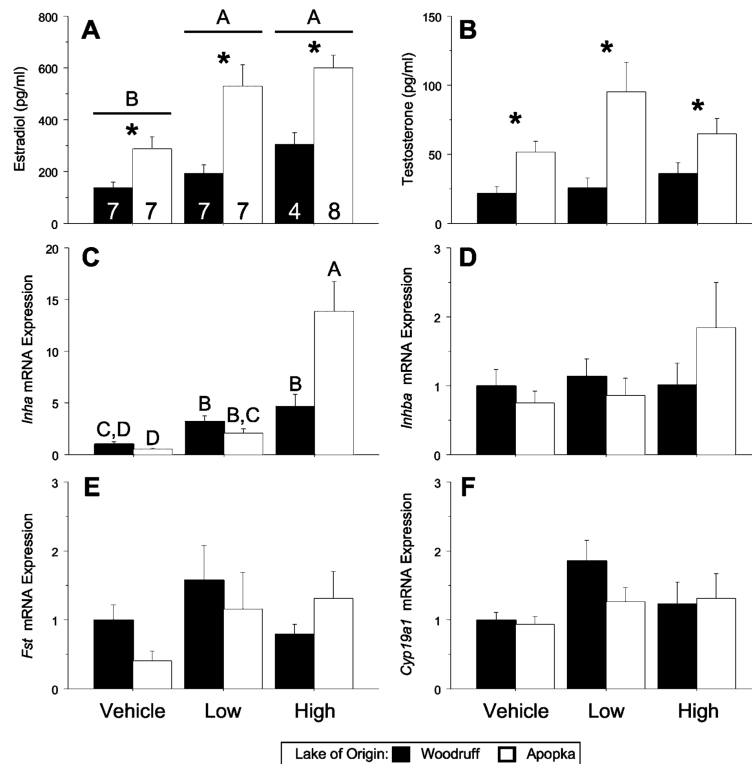 A
Estradiol (pg/ml)
800
600
400
200
0
B
A
A
*
*
*
7
7
7
7
4
8
B
Testosterone (pg/ml)
150
100
50
25
0
*
*
*
C
Inha mRNA Expression
20
15
10
5
0
C,D
D
B
B,C
B
A
D
Inhba mRNA Expression
3
2
1
0
E
Fst mRNA Expression
3
2
1
0
Vehicle
Low
High
F
Cyp19a1 mRNA Expression
3
2
1
0
Vehicle
Low
High
Lake of Origin: Woodruff Apopka